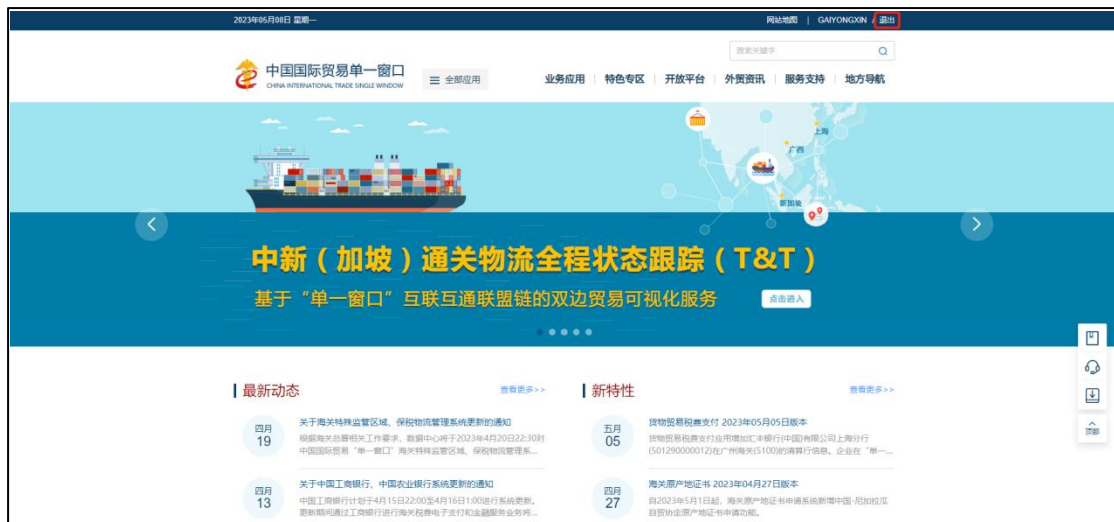 2023年05月08日 星期一
网站地图 | GAIYONGXIN / 退出
搜索关键字
中国国际贸易单一窗口
CHINA INTERNATIONAL TRADE SINGLE WINDOW
全部应用
业务应用 特色专区 开放平台 外贸资讯 服务支持 地方导航
上海
广西
新加坡
中新（加坡）通关物流全程状态跟踪（T&T）
基于“单一窗口”互联互通联盟链的双边贸易可视化服务
点击进入
顶部
最新动态
查看更多>>
四月
19
关于海关特殊监管区域、保税物流管理系统更新的通知
根据海关总署相关工作要求，数据中心将于2023年4月20日22:30对
中国国际贸易“单一窗口”海关特殊监管区域、保税物流管理系...
四月
13
关于中国工商银行、中国农业银行系统更新的通知
中国工商银行计划于4月15日22:00至4月16日1:00进行系统更新。
更新期间通过工商银行进行海关税费电子支付和金融服务业务将...
新特性
查看更多>>
五月
05
货物贸易税费支付 2023年05月05日版本
货物贸易税费支付应用增加汇丰银行(中国)有限公司上海分行
(501290000012)在广州海关(5100)的清算行信息。企业在“单一...
四月
27
海关原产地证书 2023年04月27日版本
自2023年5月1日起，海关原产地证书申请系统新增中国-尼加拉瓜
自贸协定原产地证书申请功能。